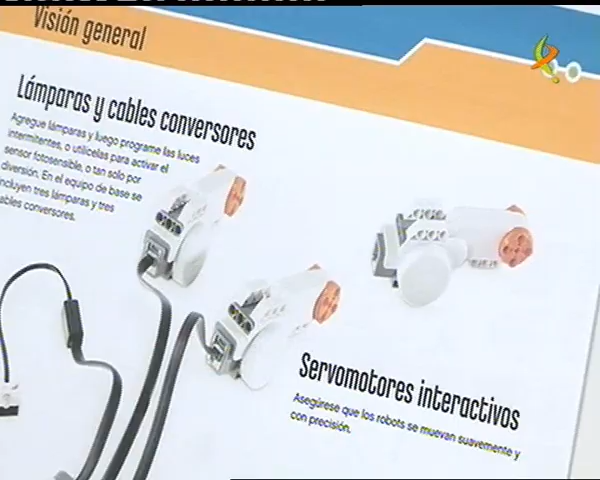 Visión general
Lámparas y cables conversores
Agregue lámparas y luego programe las luces
intermitentes, o utilícelas para activar el
sensor fotosensible, o tan solo por
diversión. En el equipo de base se
incluyen tres lámparas y tres
cables conversores.
Servomotores interactivos
Asegúrese que los robots se muevan suavemente y
con precisión.